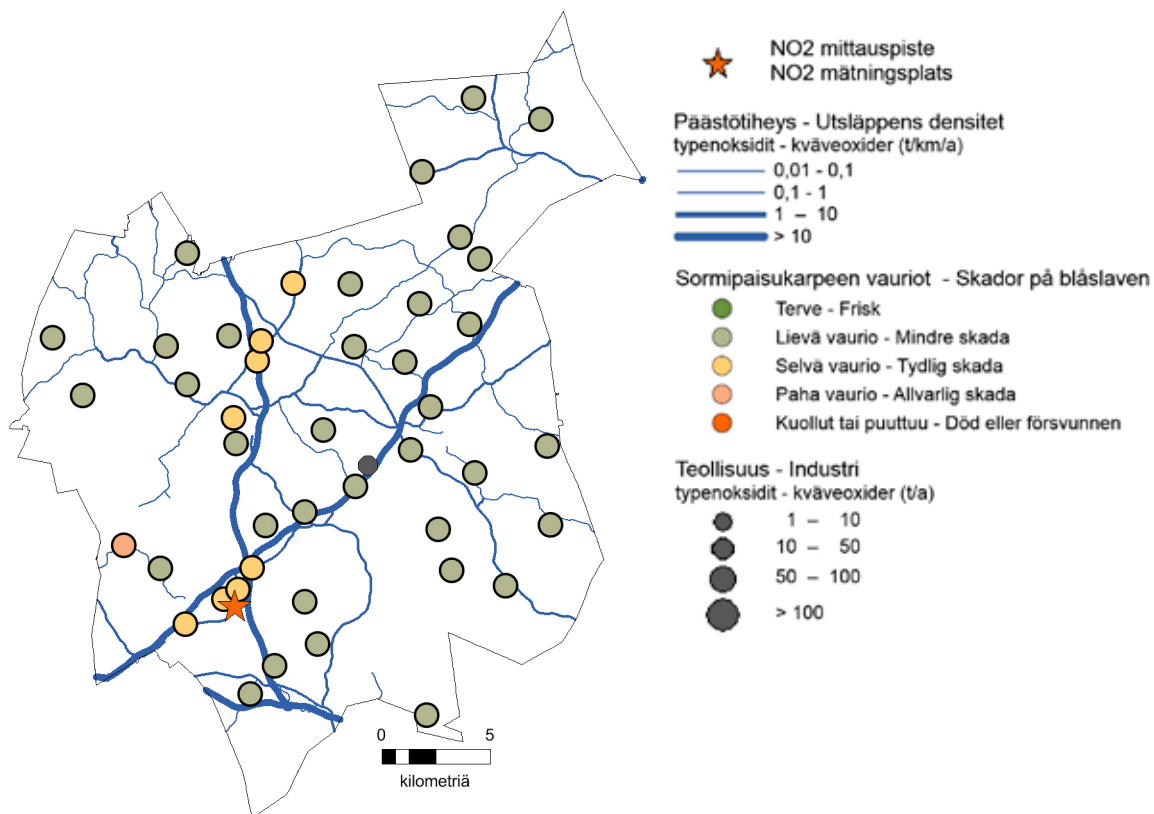 NO2 mittauspiste
NO2 mätningsplats
Päästötiheys - Utsläppens densitet
typenoksidit - kväveoxider (t/km/a)
0,01 - 0,1
0,1 - 1
1 – 10
> 10
Sormipaisukarpeen vauriot - Skador på blåslaven
Terve - Frisk
Lievä vaurio - Mindre skada
Selvä vaurio - Tydlig skada
Paha vaurio - Allvarlig skada
Kuollut tai puuttuu - Död eller försvunnen
Teollisuus - Industri
typenoksidit - kväveoxider (t/a)
1 – 10
10 – 50
50 – 100
> 100
0 5
kilometriä